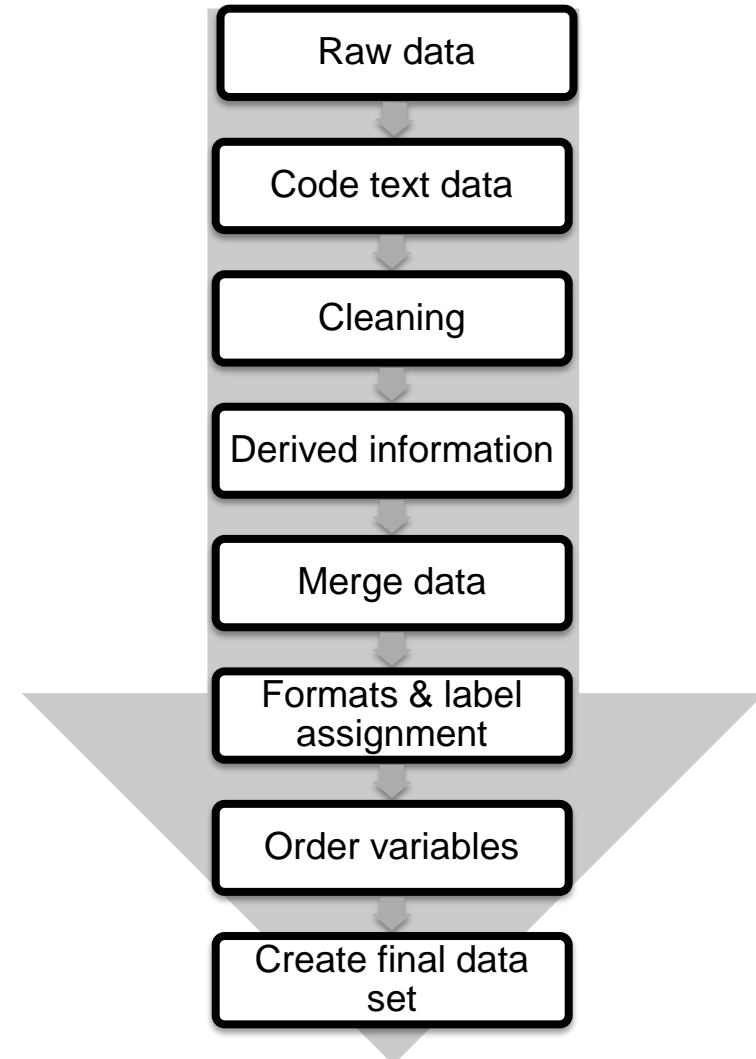 Raw data
Code text data
Cleaning
Derived information
Merge data
Formats & label
assignment
Order variables
Create final data
set